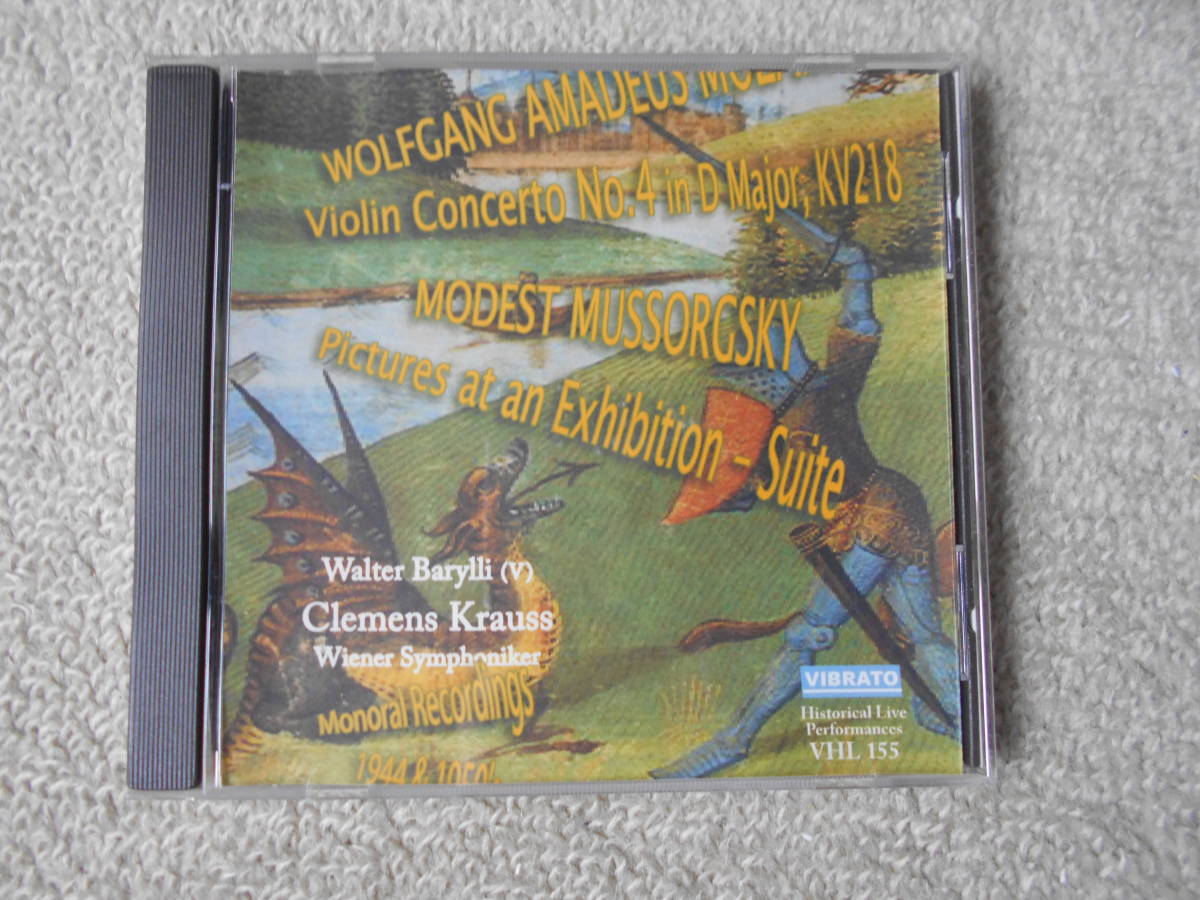 WOLFGANG AMADEUS
Violin Concerto No.4 in D Major, KV218
MODEST MUSSORGSKY
Pictures at an Exhibition – Suite
Walter Barylli (V)
Clemens Krauss
Wiener Symphoniker
Monoral Recordings
1944 &
VIBRATO
Historical Live
Performances
VHL 155